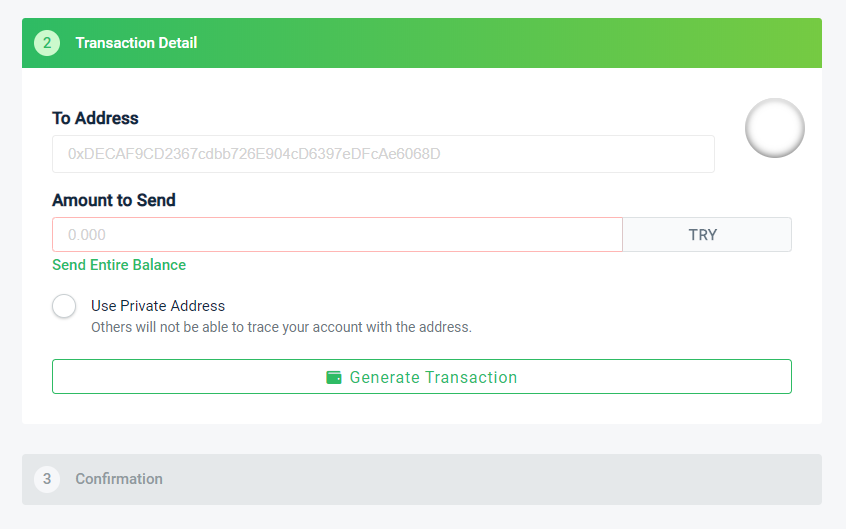 2 Transaction Detail
To Address
0xDECAF9CD2367cdbb726E904cD6397eDFcAe6068D
Amount to Send
0.000 TRY
Send Entire Balance
Use Private Address
Others will not be able to trace your account with the address.
Generate Transaction
3 Confirmation